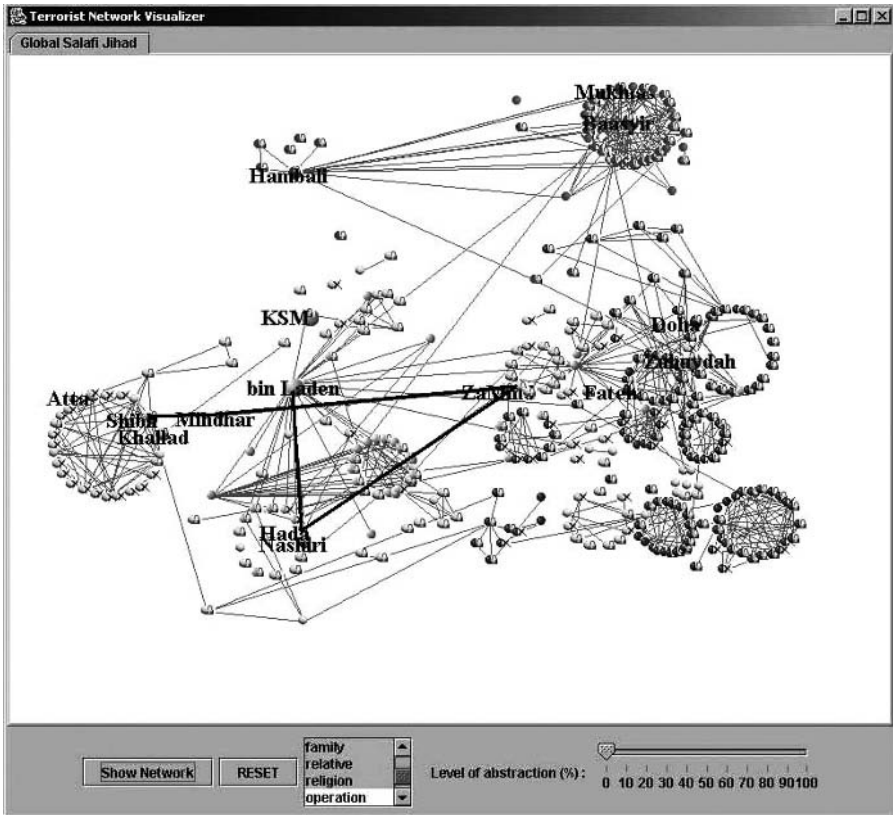 Terrorist Network Visualizer
Global Salafi Jihad
Mukhlas
Baasyir
Hambali
KSM
Doha
Zubaydah
bin Laden
Fateh
Atta
Shibh
Mihdhar
Khallad
Hada
Nashiri
family
relative
religion
operation
Show Network
RESET
Level of abstraction (%) :
0 10 20 30 40 50 60 70 80 90100